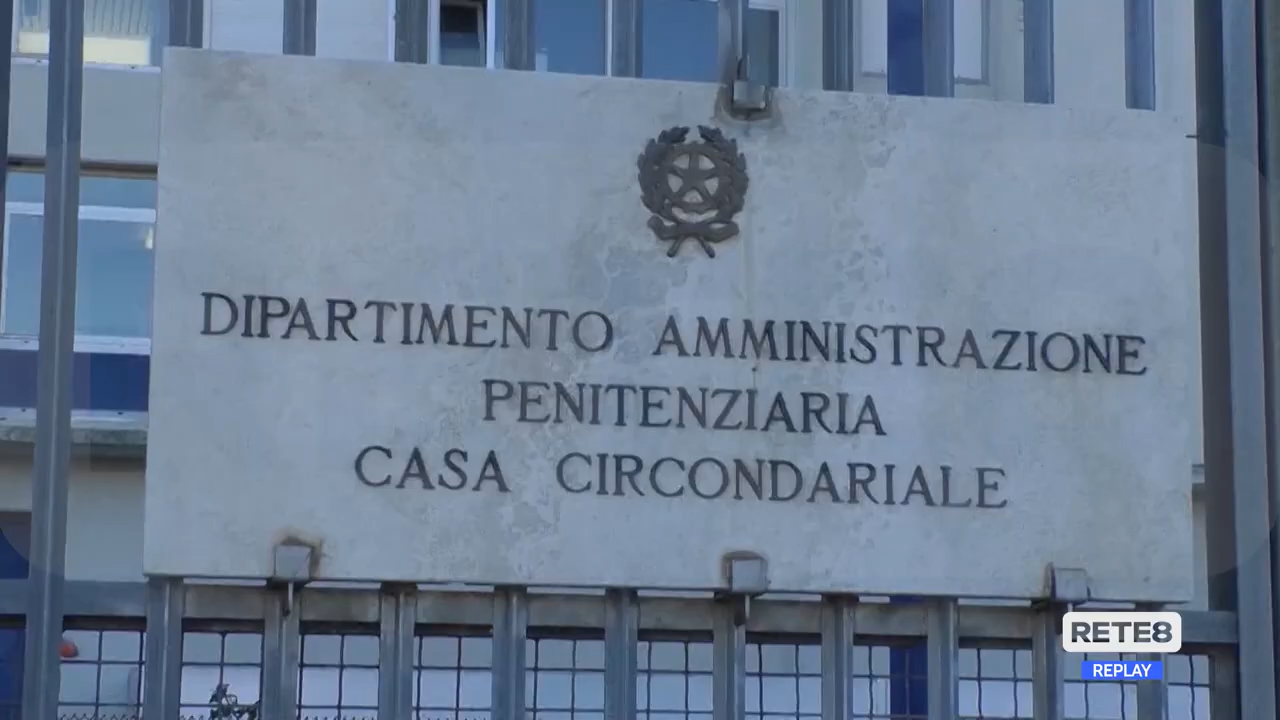 DIPARTIMENTO AMMINISTRAZIONE
PENITENZIARIA
CASA CIRCONDARIALE
RETE8
REPLAY